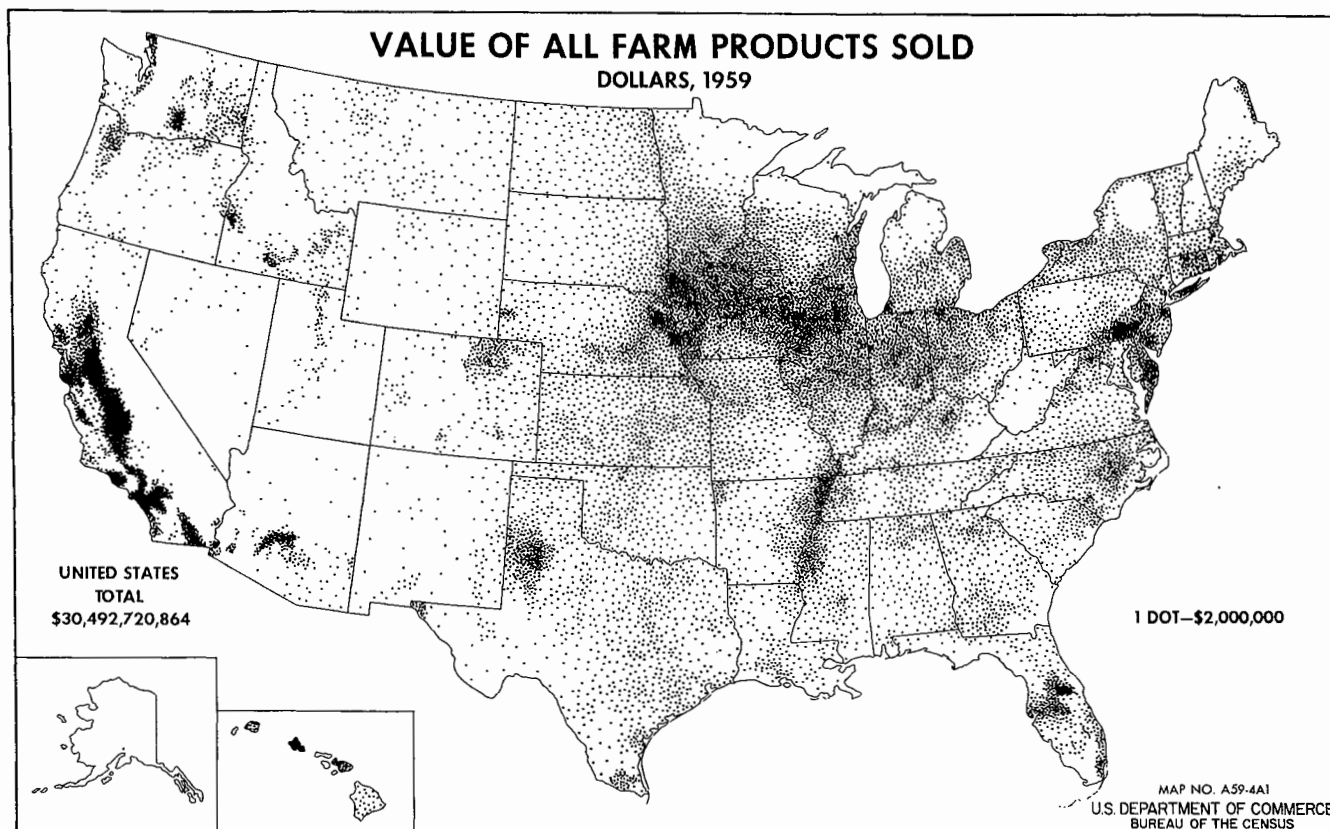 VALUE OF ALL FARM PRODUCTS SOLD
DOLLARS, 1959
UNITED STATES
TOTAL
$30,492,720,864
1 DOT—$2,000,000
MAP NO. A59-4A1
U.S. DEPARTMENT OF COMMERCE
BUREAU OF THE CENSUS